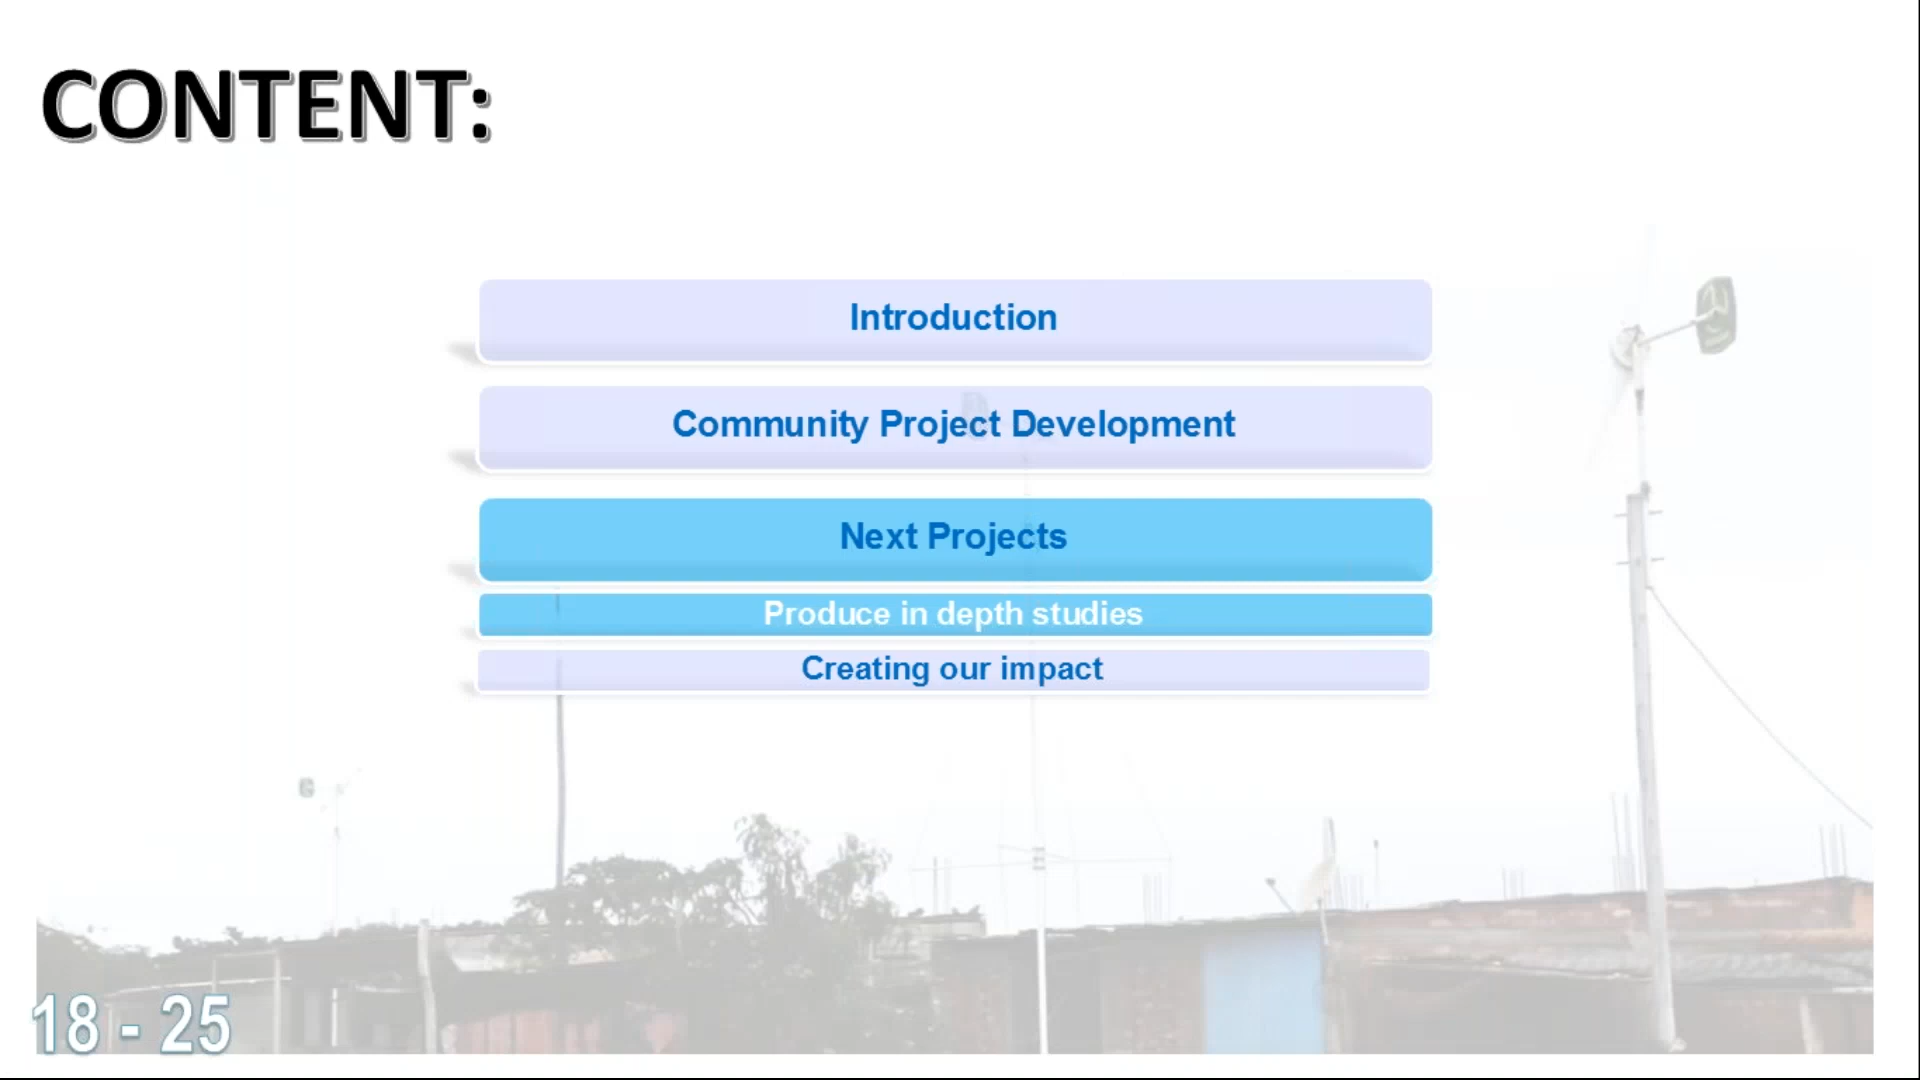 CONTENT:
Introduction
Community Project Development
Next Projects
Produce in depth studies
Creating our impact
18 - 25